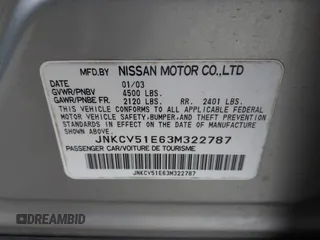 MFD.BY NISSAN MOTOR CO.,LTD
DATE 01/03
GVWR/PNBV 4500 LBS.
GAWR/PNBE FR. 2120 LBS. RR. 2401 LBS.
THIS VEHICLE CONFORMS TO ALL APPLICABLE
FEDERAL MOTOR VEHICLE SAFETY,BUMPER,AND THEFT
STANDARDS IN EFFECT ON THE
DATE OF MANUFACTURE SHOWN ABOVE.
JNKCV51E63M322787
PASSENGER CAR/VOITURE DE TOURISME
JNKCV51E63M322787
DREAMBID